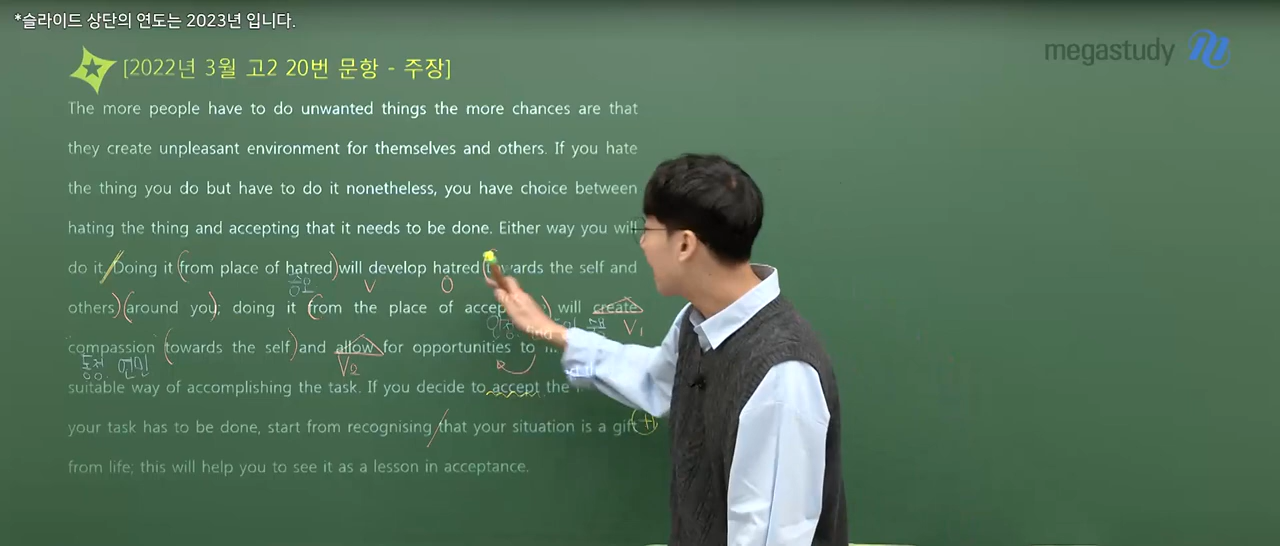 *슬라이드 상단의 연도는 2023년 입니다.
megastudy
[2022년 3월 고2 20번 문항 - 주장]
The more people have to do unwanted things the more chances are that
they create unpleasant environment for themselves and others. If you hate
the thing you do but have to do it nonetheless, you have choice between
hating the thing and accepting that it needs to be done. Either way you will
do it. Doing it from place of hatred will develop hatred towards the self and
증오 V O
others around you; doing it from the place of will create
V₁
compassion towards the self and allow for opportunities to
동정, 연민 V₂
suitable way of accomplishing the task. If you decide to accept the
your task has to be done, start from recognising that your situation is a gift
+
from life; this will help you to see it as a lesson in acceptance.